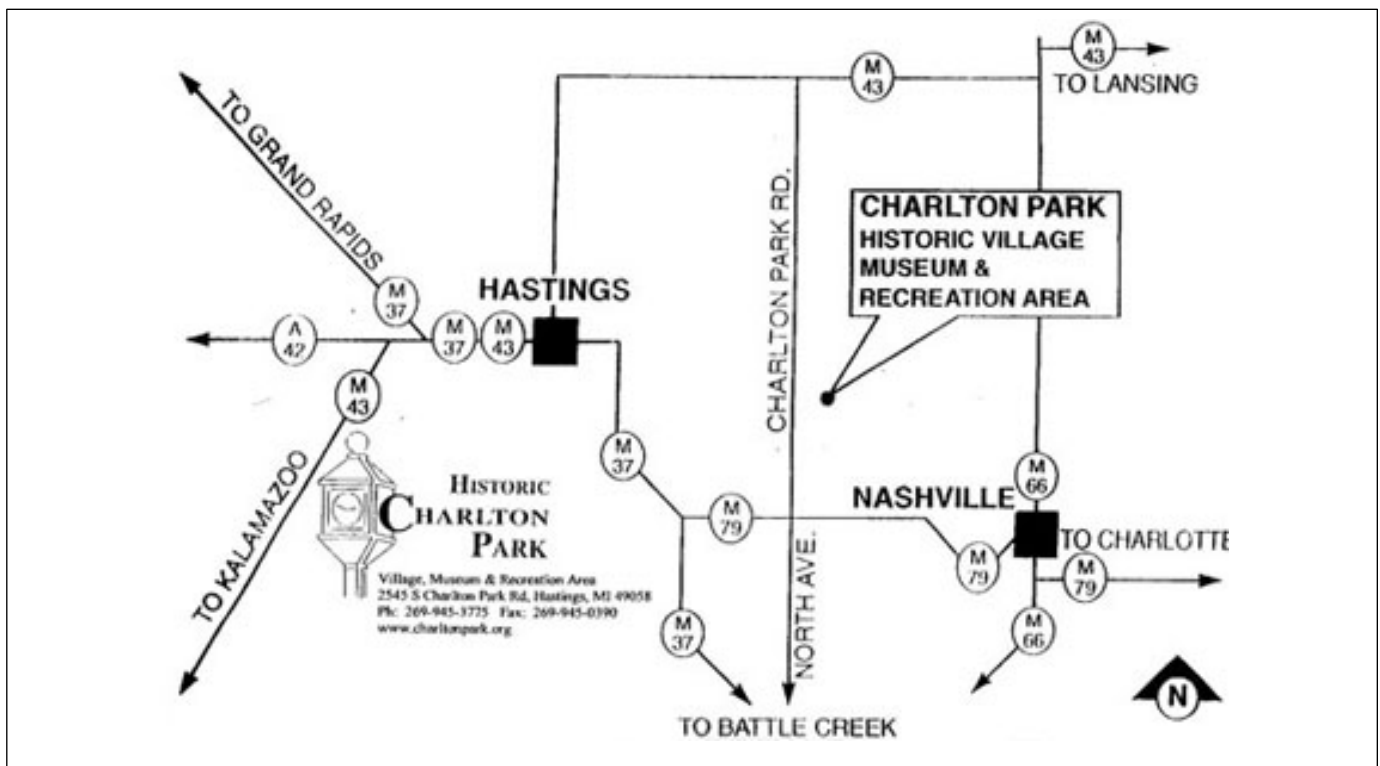 M
43
TO LANSING
M
43
TO GRAND RAPIDS
CHARLTON PARK RD.
CHARLTON PARK
HISTORIC VILLAGE
MUSEUM &
RECREATION AREA
M
37
HASTINGS
A
42
M
37
M
43
M
43
TO KALAMAZOO
M
37
HISTORIC
CHARLTON
PARK
Village, Museum & Recreation Area
2545 S Charlton Park Rd, Hastings, MI 49058
Ph: 269-945-3775 Fax: 269-945-0390
www.charltonpark.org
M
79
NASHVILLE
M
66
TO CHARLOTTE
M
79
M
79
M
37
NORTH AVE.
M
66
TO BATTLE CREEK
N